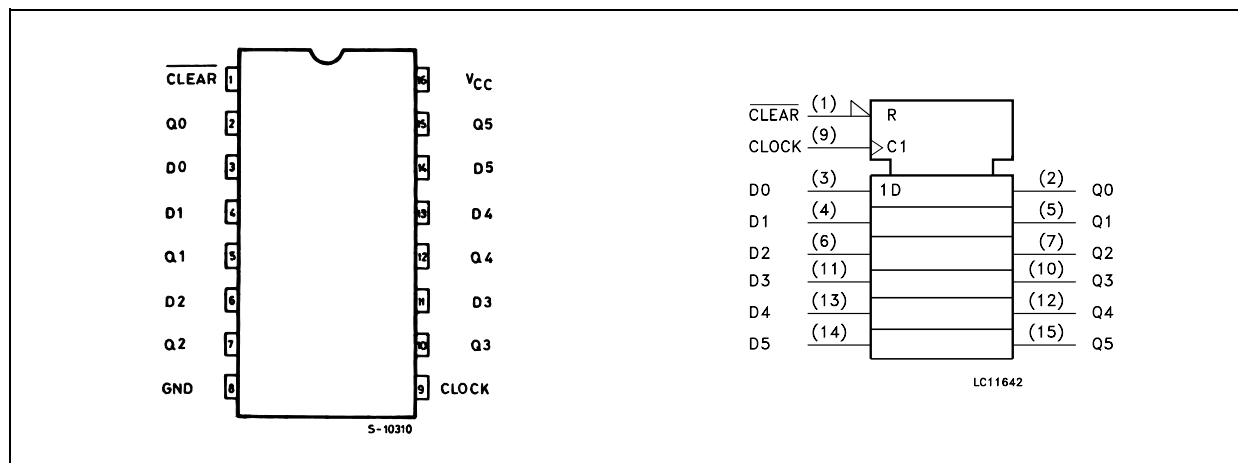 CLEAR 1 16 VCC
Q0 2 15 Q5
D0 3 14 D5
D1 4 13 D4
Q1 5 12 Q4
D2 6 11 D3
Q2 7 10 Q3
GND 8 9 CLOCK
S-10310
CLEAR (1) R
CLOCK (9) C1
D0 (3) 1D (2) Q0
D1 (4) (5) Q1
D2 (6) (7) Q2
D3 (11) (10) Q3
D4 (13) (12) Q4
D5 (14) (15) Q5
LC11642